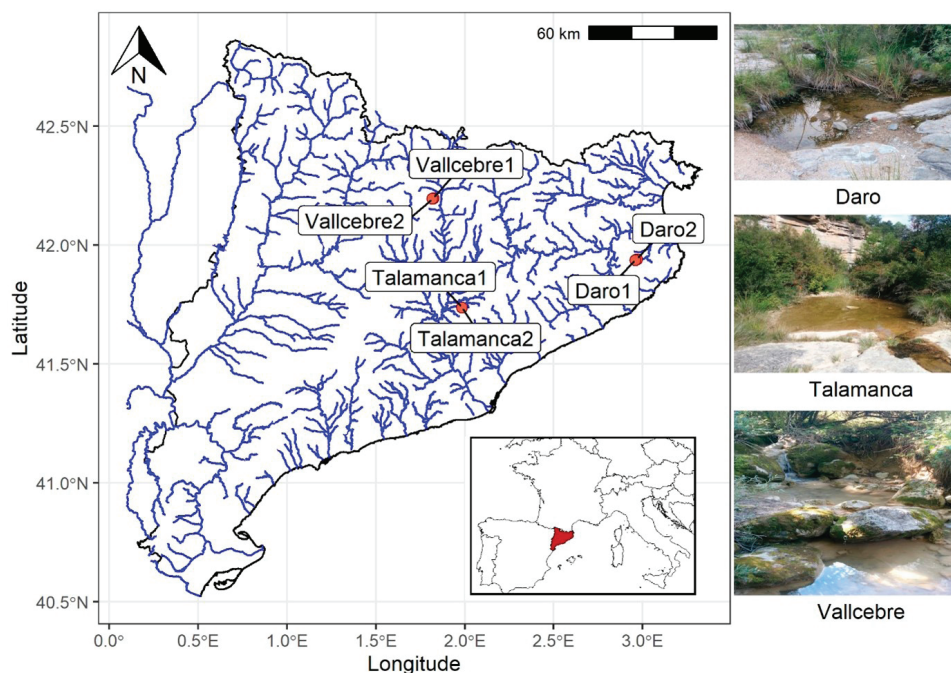 60 km
N
42.5°N
42.0°N
41.5°N
41.0°N
40.5°N
Latitude
Vallcebre1
Vallcebre2
Daro2
Daro1
Talamanca1
Talamanca2
0.0°
0.5°E
1.0°E
1.5°E
2.0°E
2.5°E
3.0°E
Longitude
Daro
Talamanca
Vallcebre